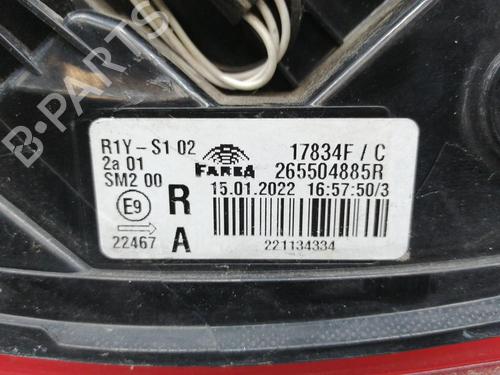 B-PARTS
R1Y-S1 02
2a 01
SM2 00
E9
22467
R
A
FARBA
17834F / C
265504885R
15.01.2022 16:57:50/3
221134334